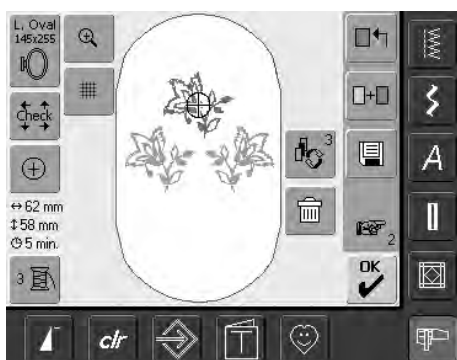 L. Oval
145x255
Check
62 mm
58 mm
5 min.
3
3
2
OK
A
clr
T